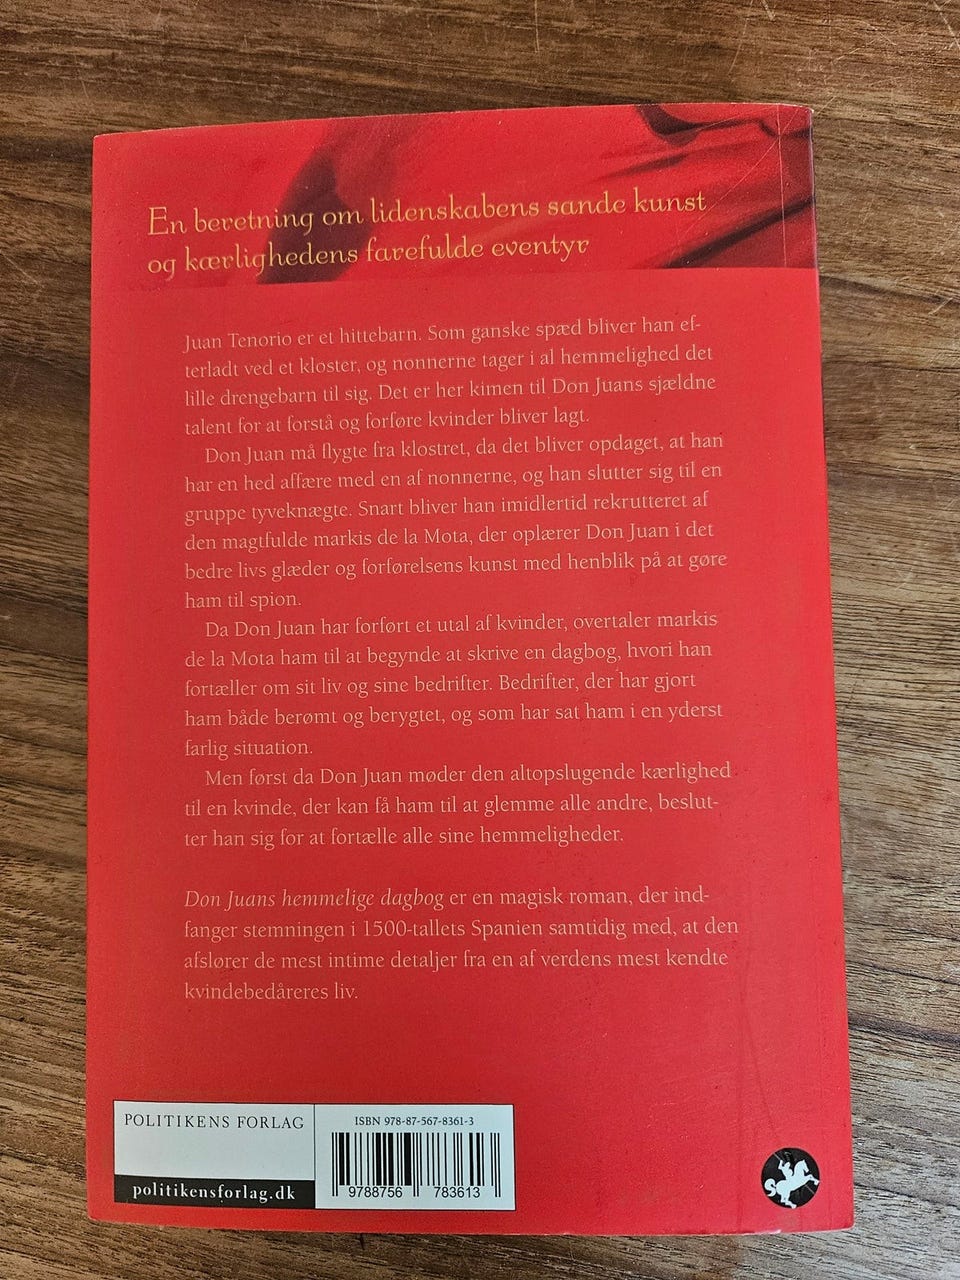 En beretning om lidenskabens sande kunst
og kærlighedens farefulde eventyr
Juan Tenorio er et hittebarn. Som ganske spæd bliver han ef-
terladt ved et kloster, og nonnerne tager i al hemmelighed det
lille drengebarn til sig. Det er her kimen til Don Juans sjældne
talent for at forstå og forføre kvinder bliver lagt.
Don Juan må flygte fra klostret, da det bliver opdaget, at han
har en hed affære med en af nonnerne, og han slutter sig til en
gruppe tyveknægte. Snart bliver han imidlertid rekrutteret af
den magtfulde markis de la Mota, der oplærer Don Juan i det
bedre livs glæder og forførelsens kunst med henblik på at gøre
ham til spion.
Da Don Juan har forført et utal af kvinder, overtaler markis
de la Mota ham til at begynde at skrive en dagbog, hvori han
fortæller om sit liv og sine bedrifter. Bedrifter, der har gjort
ham både berømt og berygtet, og som har sat ham i en yderst
farlig situation.
Men først da Don Juan møder den altopslugende kærlighed
til en kvinde, der kan få ham til at glemme alle andre, beslut-
ter han sig for at fortælle alle sine hemmeligheder.
Don Juans hemmelige dagbog er en magisk roman, der ind-
fanger stemningen i 1500-tallets Spanien samtidig med, at den
afslører de mest intime detaljer fra en af verdens mest kendte
kvindebedåreres liv.
POLITIKENS FORLAG
politikensforlag.dk
ISBN 978-87-567-8361-3
9788756 783613